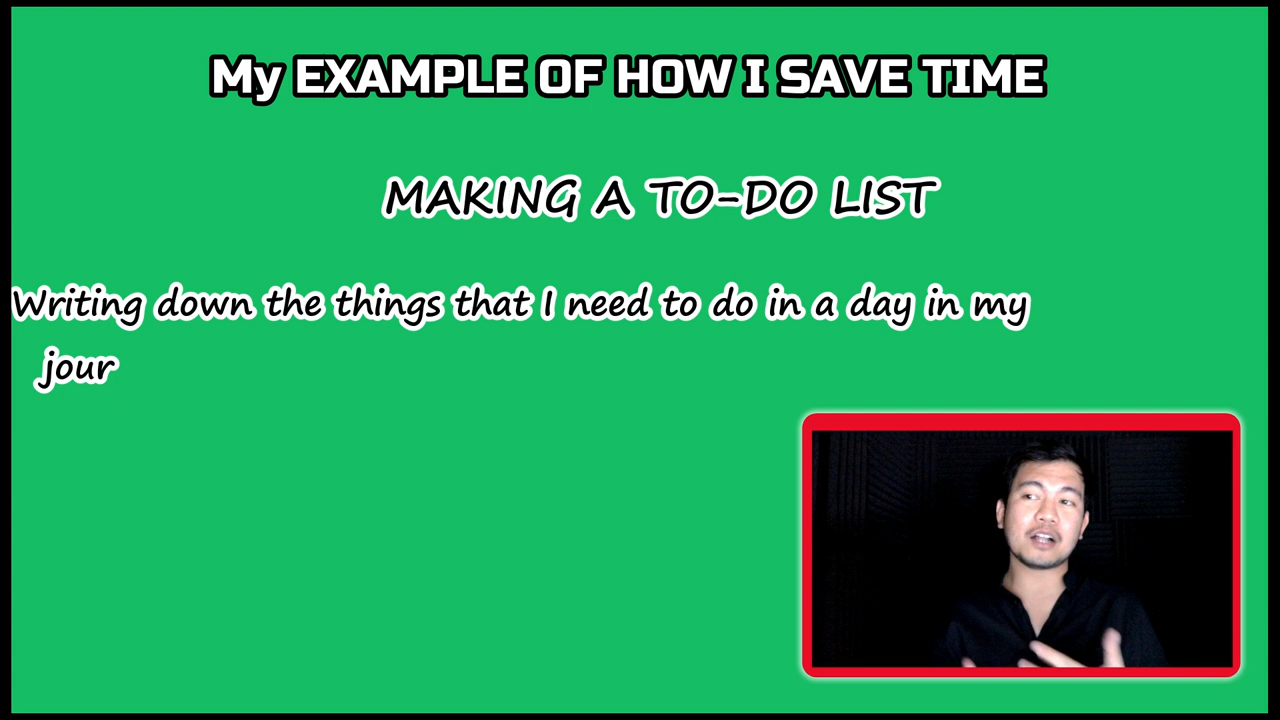 My EXAMPLE OF HOW I SAVE TIME
MAKING A TO-DO LIST
Writing down the things that I need to do in a day in my
jour